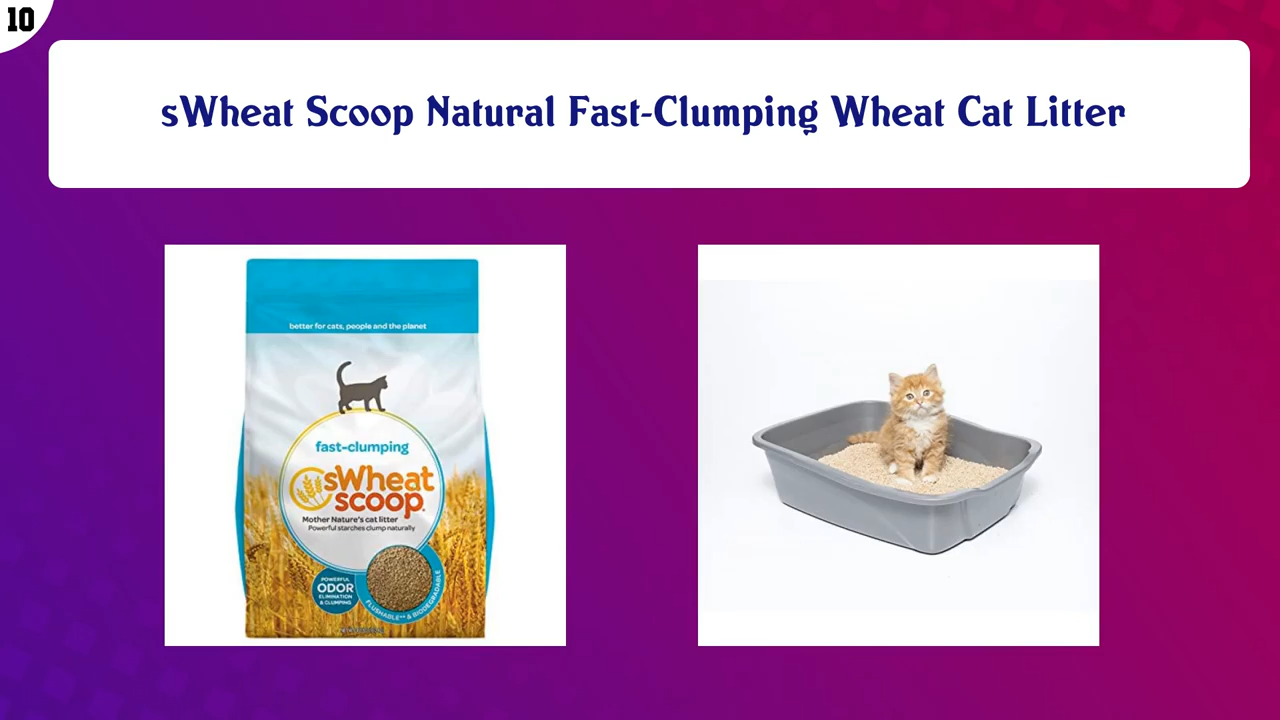 10
sWheat Scoop Natural Fast-Clumping Wheat Cat Litter
better for cats, people and the planet
fast-clumping
sWheat
scoop
Mother Nature's cat litter
Powerful starches clump naturally
POWERFUL
ODOR
ELIMINATION
& CLUMPING
FLUSHABLE** & BIODEGRADABLE